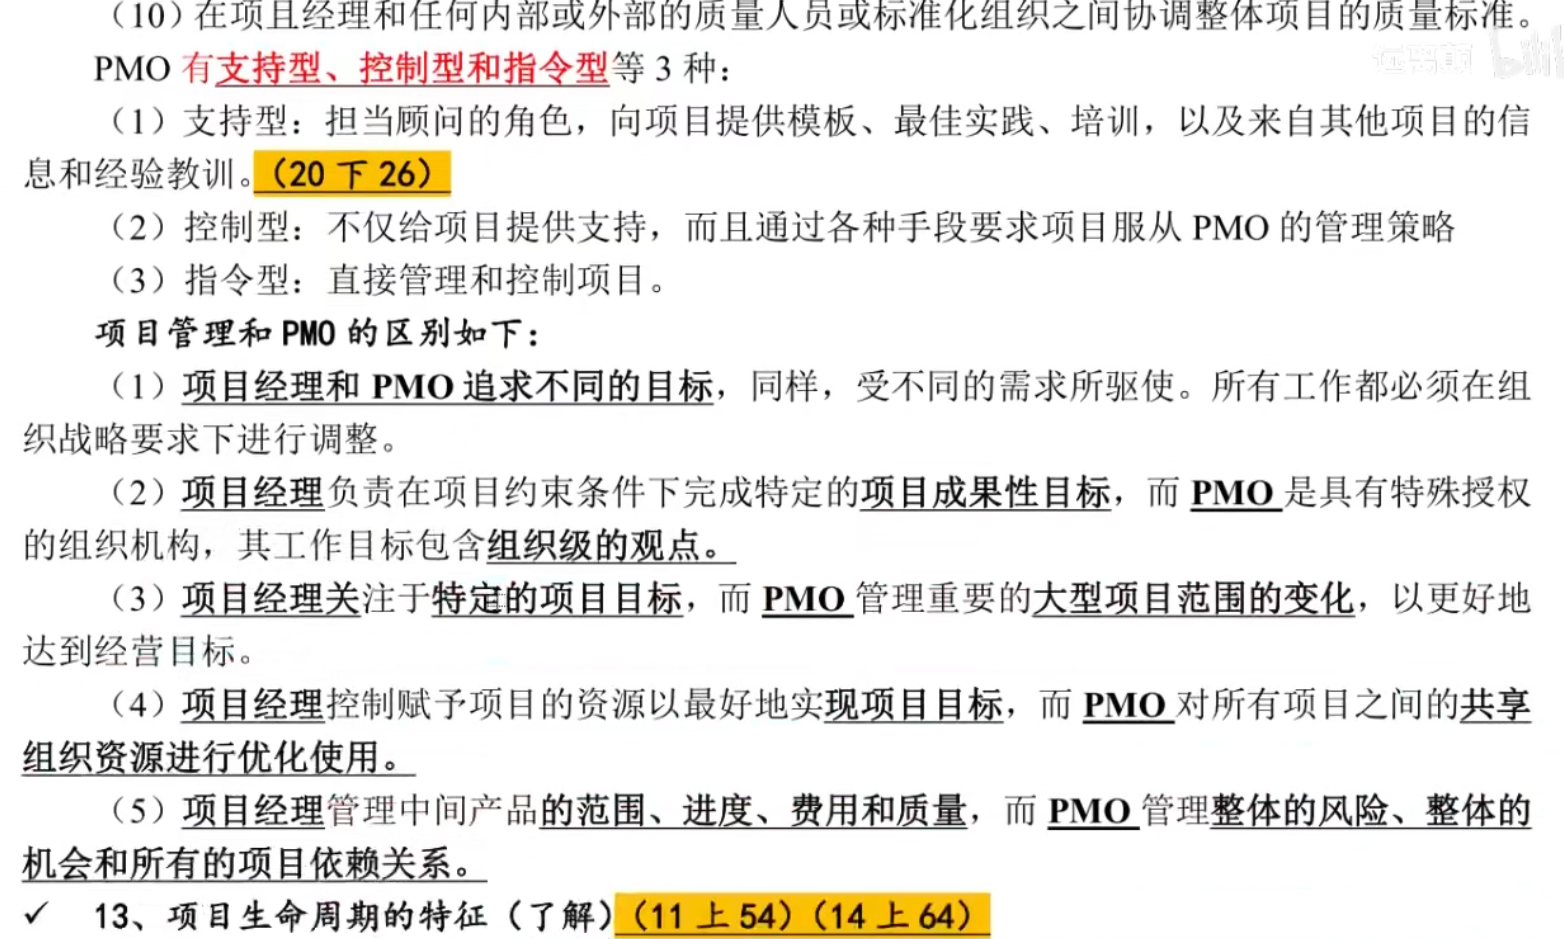 (10)在项目经理和任何内部或外部的质量人员或标准化组织之间协调整体项目的质量标准。
PMO 有支持型、控制型和指令型等 3 种：
（1）支持型：担当顾问的角色，向项目提供模板、最佳实践、培训，以及来自其他项目的信
息和经验教训。（20 下 26）
（2）控制型：不仅给项目提供支持，而且通过各种手段要求项目服从 PMO 的管理策略
（3）指令型：直接管理和控制项目。
项目管理和 PMO 的区别如下：
（1）项目经理和 PMO 追求不同的目标，同样，受不同的需求所驱使。所有工作都必须在组
织战略要求下进行调整。
（2）项目经理负责在项目约束条件下完成特定的项目成果性目标，而 PMO 是具有特殊授权
的组织机构，其工作目标包含组织级的观点。
（3）项目经理关注于特定的项目目标，而 PMO 管理重要的大型项目范围的变化，以更好地
达到经营目标。
（4）项目经理控制赋予项目的资源以最好地实现项目目标，而 PMO 对所有项目之间的共享
组织资源进行优化使用。
（5）项目经理管理中间产品的范围、进度、费用和质量，而 PMO 管理整体的风险、整体的
机会和所有的项目依赖关系。
✓ 13、项目生命周期的特征（了解）（11 上 54）（14 上 64）